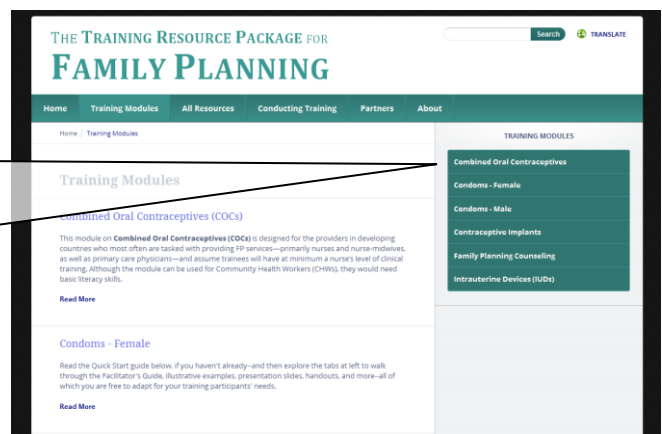 THE TRAINING RESOURCE PACKAGE FOR
FAMILY PLANNING
Search
TRANSLATE
Home Training Modules All Resources Conducting Training Partners About
Home / Training Modules
Training Modules
Combined Oral Contraceptives (COCs)
This module on Combined Oral Contraceptives (COCs) is designed for the providers in developing
countries who most often are tasked with providing FP services—primarily nurses and nurse-midwives,
as well as primary care physicians—and assume trainees will have at minimum a nurse's level of clinical
training. Although the module can be used for Community Health Workers (CHWs), they would need
basic literacy skills.
Read More
Condoms - Female
Read the Quick Start guide below, if you haven't already–and then explore the tabs at left to walk
through the Facilitator's Guide, illustrative examples, presentation slides, handouts, and more–all of
which you are free to adapt for your training participants' needs.
Read More
TRAINING MODULES
Combined Oral Contraceptives
Condoms - Female
Condoms - Male
Contraceptive Implants
Family Planning Counseling
Intrauterine Devices (IUDs)